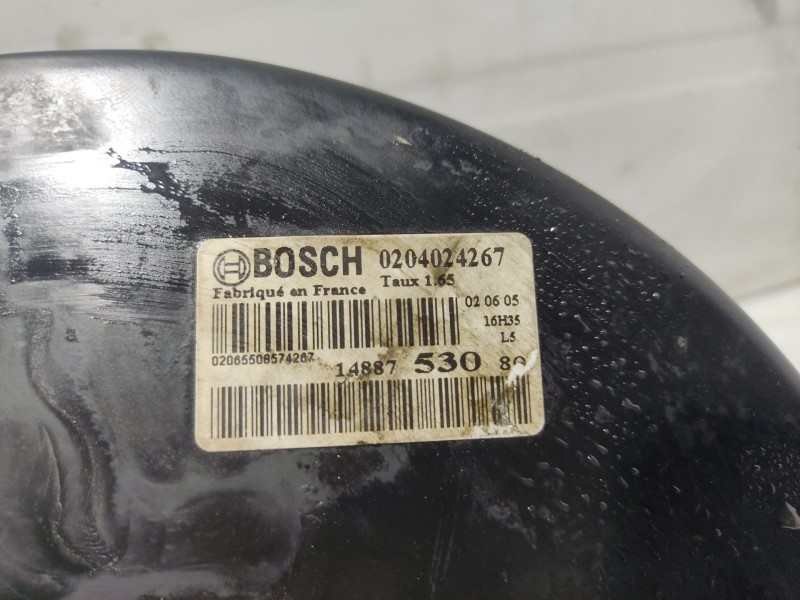 BOSCH 0204024267
Fabriqué en France Taux 1.65
02 06 05
16H35
L5
02065508574267
14887 530 80